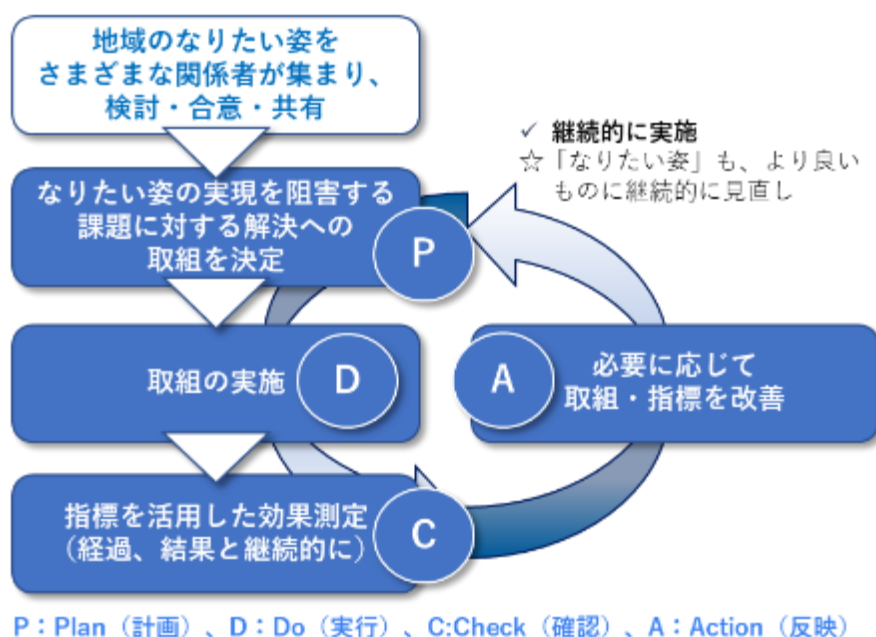 地域のなりたい姿を
さまざまな関係者が集まり、
検討・合意・共有
✓ 継続的に実施
☆「なりたい姿」も、より良い
ものに継続的に見直し
なりたい姿の実現を阻害する
課題に対する解決への
取組を決定
P
取組の実施
D
A
必要に応じて
取組・指標を改善
指標を活用した効果測定
（経過、結果と継続的に）
C
P：Plan（計画）、D：Do（実行）、C:Check（確認）、A：Action（反映）